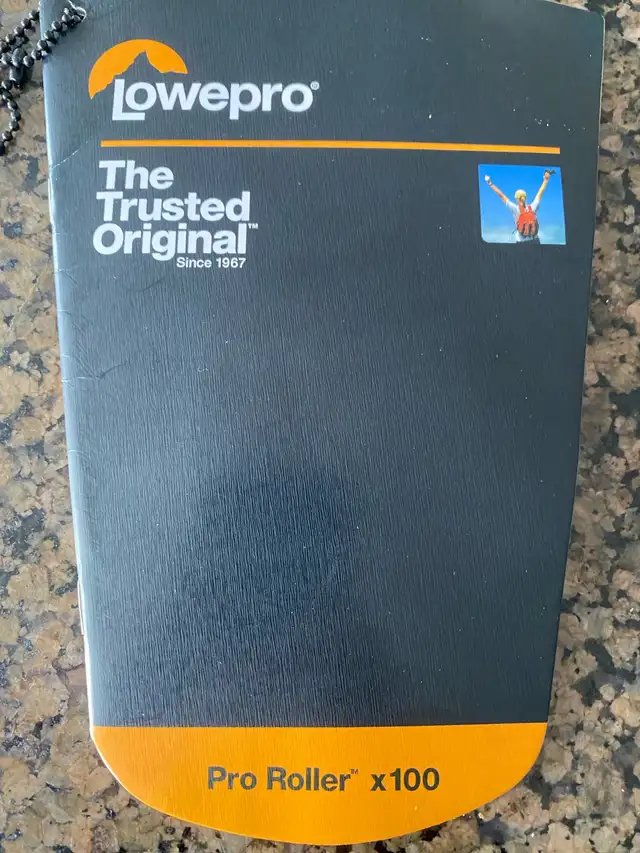 Lowepro®
The
Trusted
Original™
Since 1967
Pro Roller™ x100